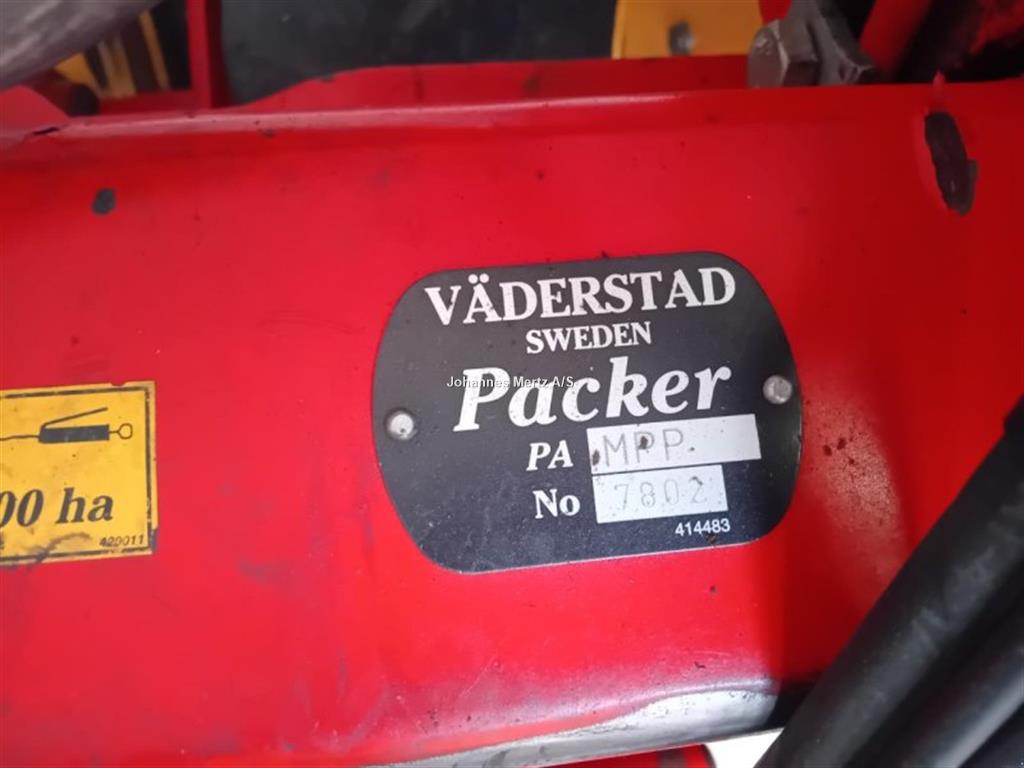 VÄDERSTAD
SWEDEN
Packer
Johannes Mertz A/S
PA MPP
No 7802
414483
00 ha
420011